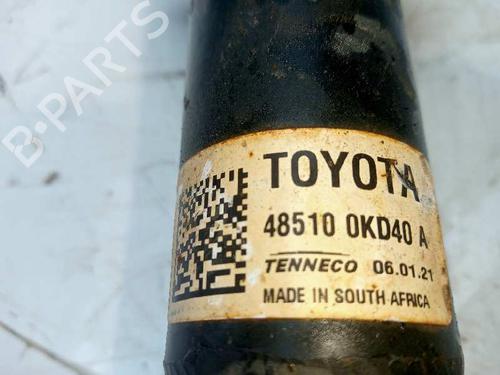 B-PARTS
TOYOTA
48510 0KD40 A
TENNECO 06.01.21
MADE IN SOUTH AFRICA